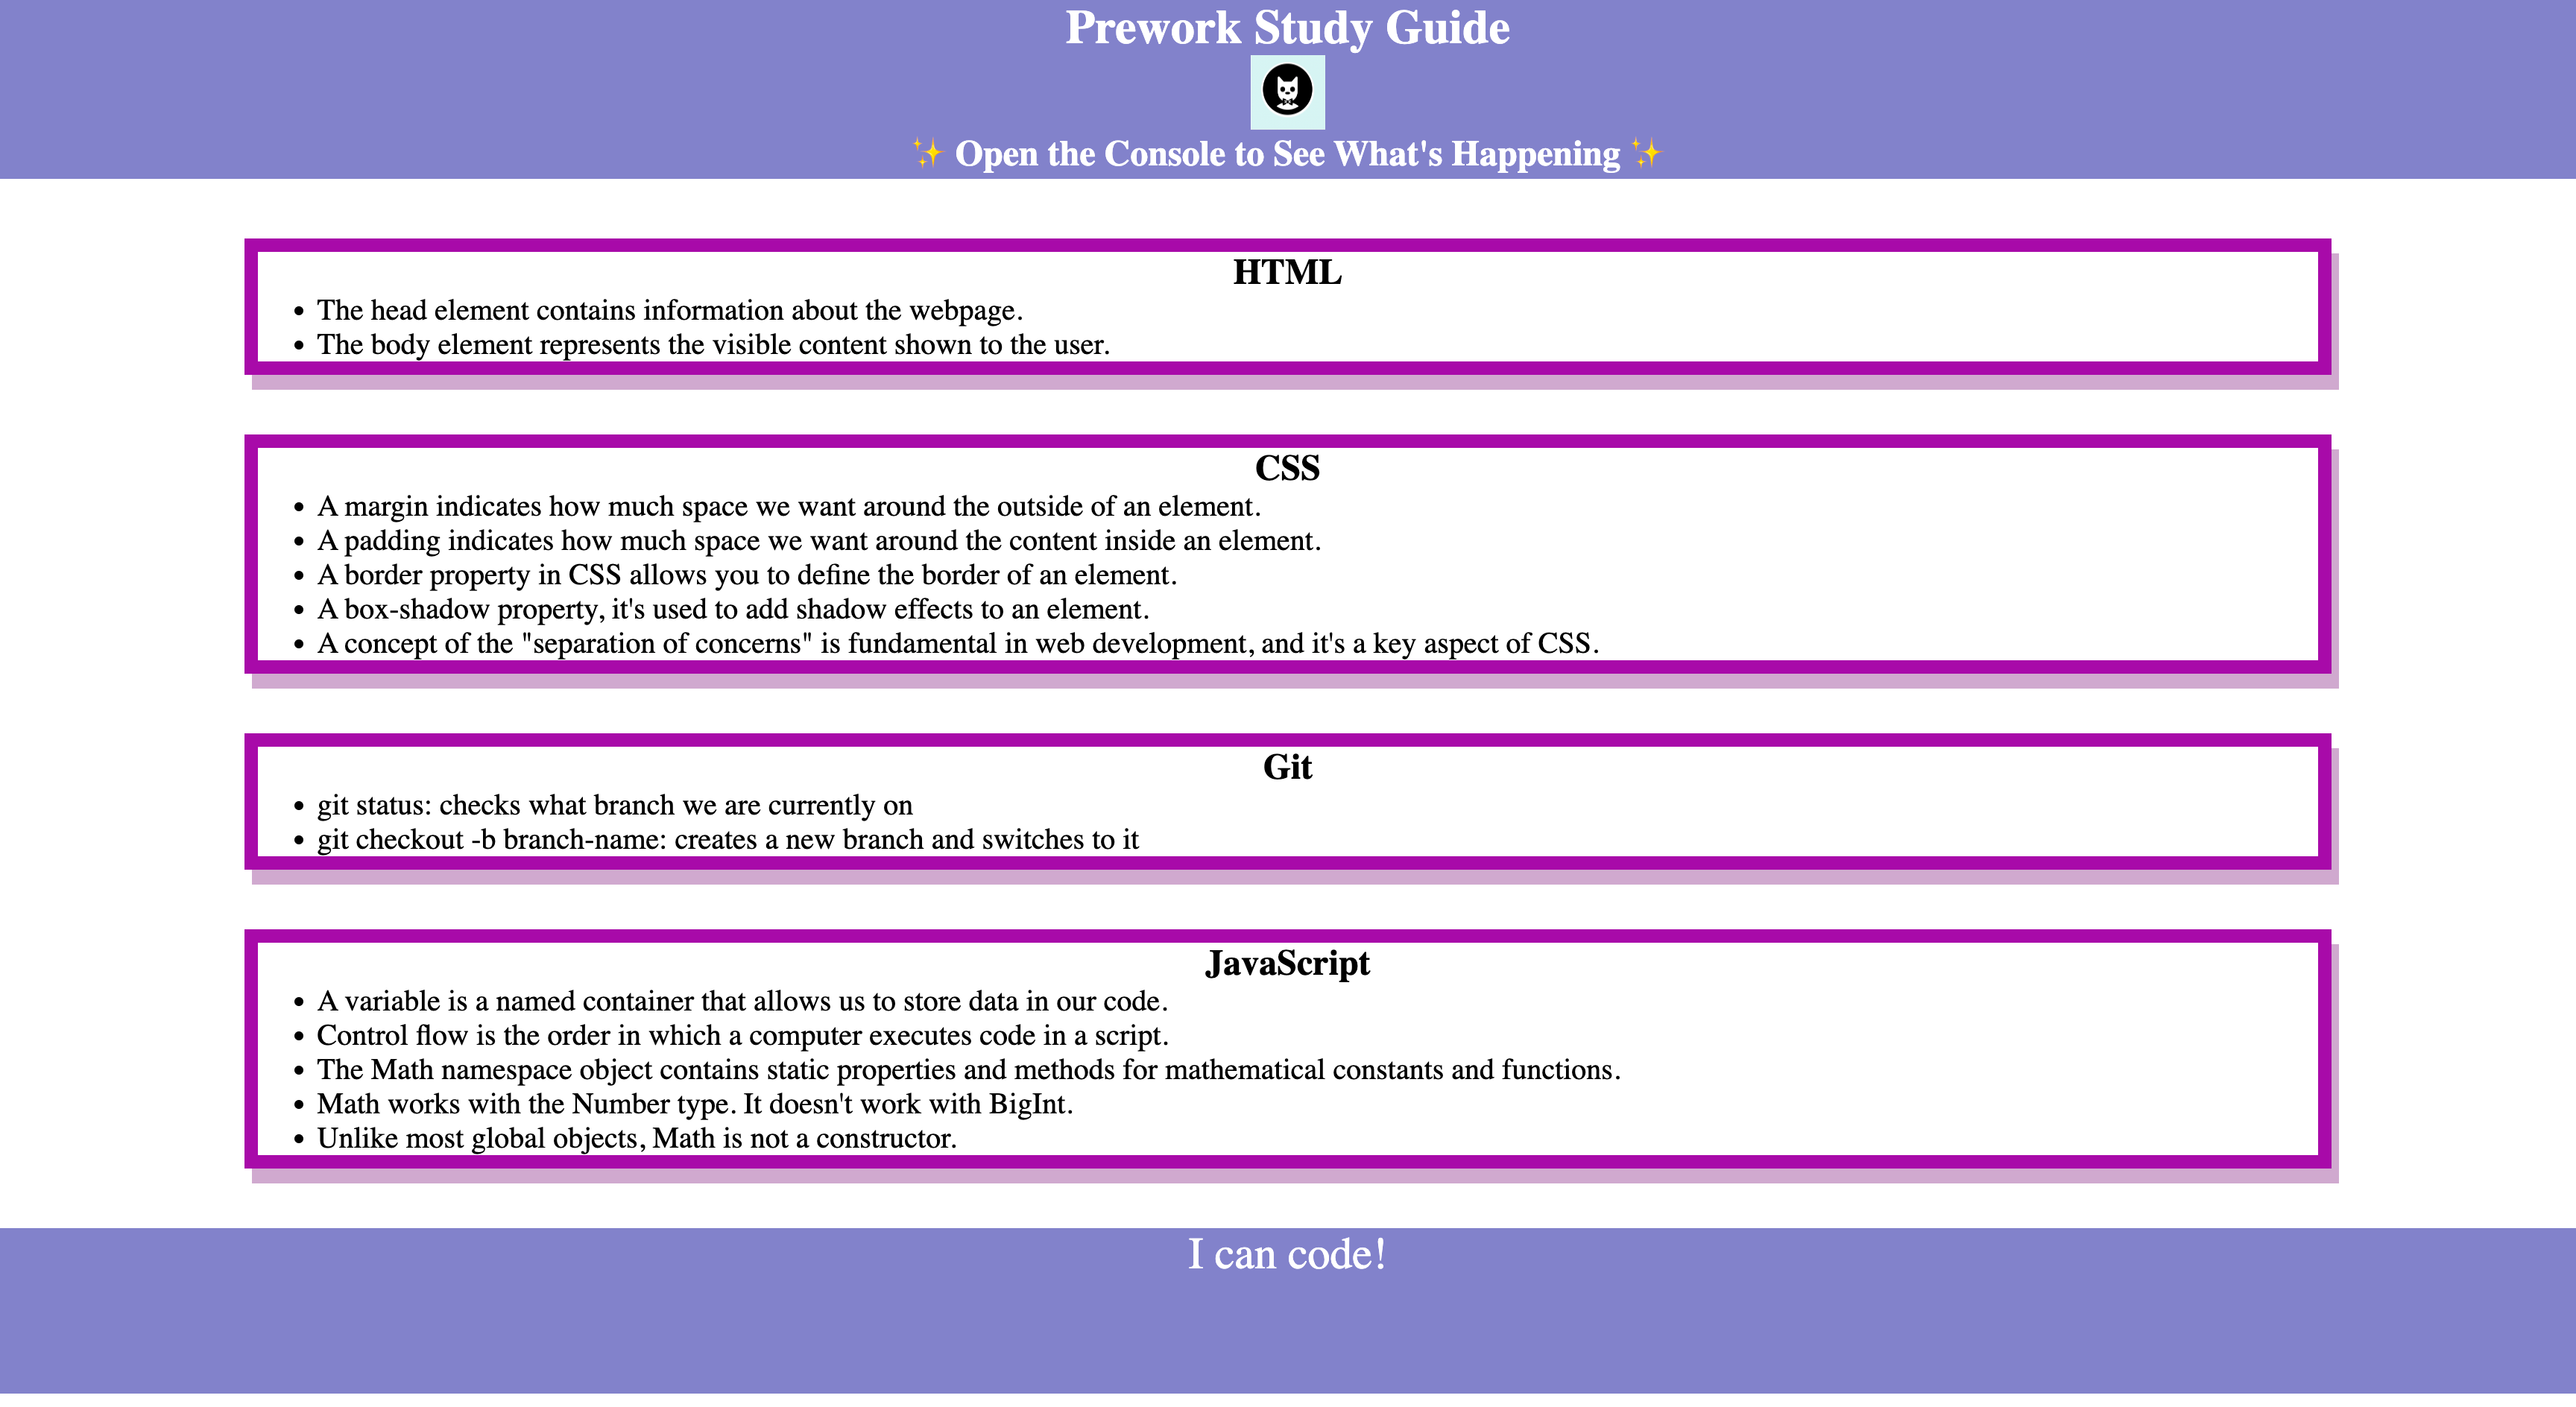 Prework Study Guide
✨ Open the Console to See What's Happening ✨
HTML
• The head element contains information about the webpage.
• The body element represents the visible content shown to the user.
CSS
• A margin indicates how much space we want around the outside of an element.
• A padding indicates how much space we want around the content inside an element.
• A border property in CSS allows you to define the border of an element.
• A box-shadow property, it's used to add shadow effects to an element.
• A concept of the "separation of concerns" is fundamental in web development, and it's a key aspect of CSS.
Git
• git status: checks what branch we are currently on
• git checkout -b branch-name: creates a new branch and switches to it
JavaScript
• A variable is a named container that allows us to store data in our code.
• Control flow is the order in which a computer executes code in a script.
• The Math namespace object contains static properties and methods for mathematical constants and functions.
• Math works with the Number type. It doesn't work with BigInt.
• Unlike most global objects, Math is not a constructor.
I can code!